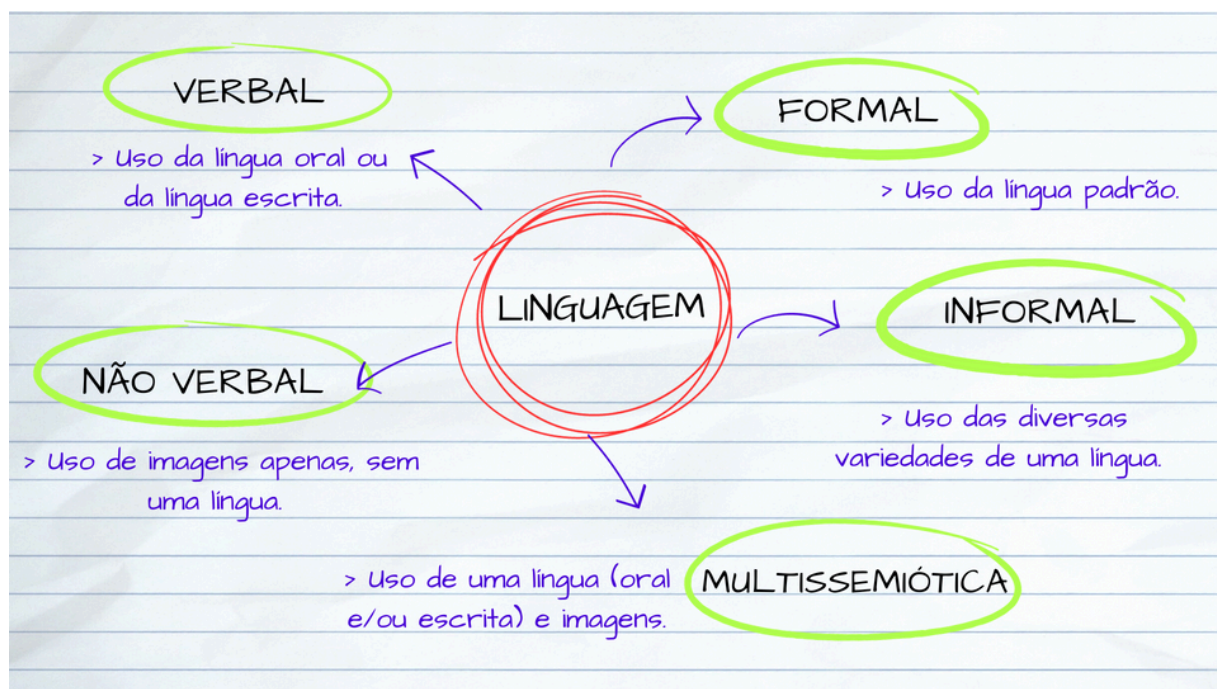 VERBAL
> Uso da língua oral ou
da língua escrita.
FORMAL
> Uso da língua padrão.
LINGUAGEM
INFORMAL
> Uso das diversas
variedades de uma língua.
NÃO VERBAL
> Uso de imagens apenas, sem
uma língua.
> Uso de uma língua (oral
e/ou escrita) e imagens.
MULTISSEMIÓTICA